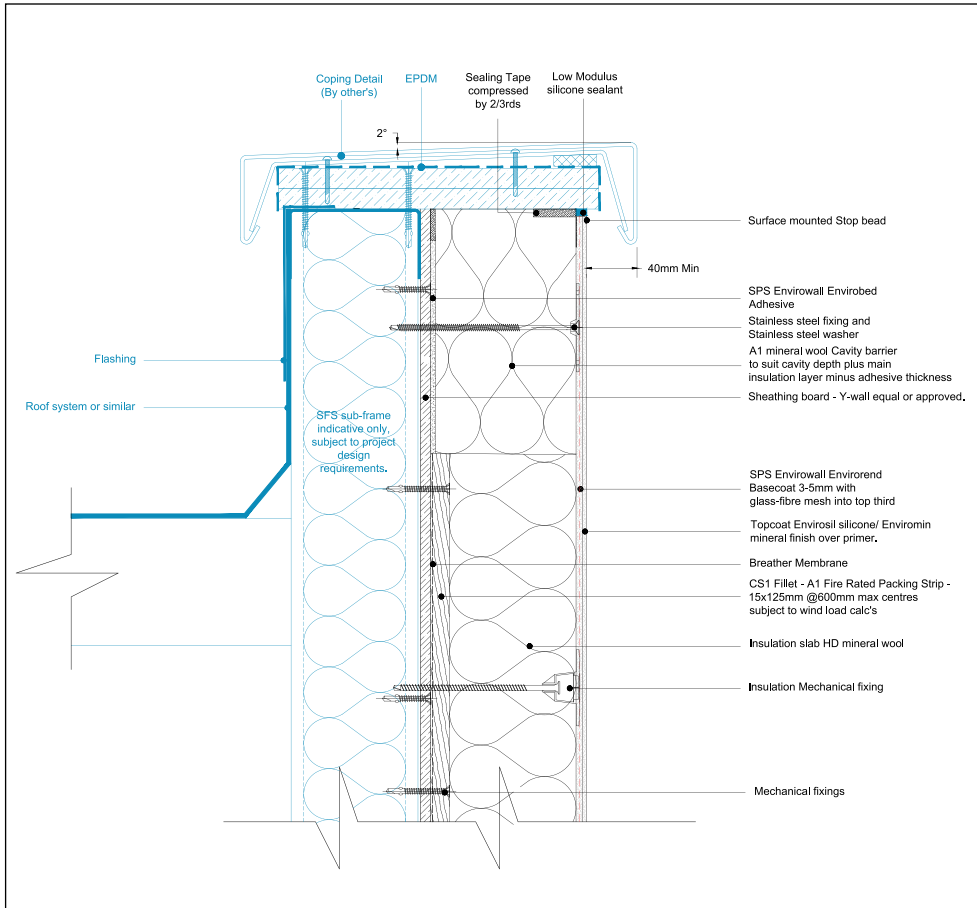 Coping Detail
(By other's)
EPDM
Sealing Tape
compressed
by 2/3rds
Low Modulus
silicone sealant
2°
Surface mounted Stop bead
40mm Min
SPS Envirowall Envirobed
Adhesive
Stainless steel fixing and
Stainless steel washer
A1 mineral wool Cavity barrier
to suit cavity depth plus main
insulation layer minus adhesive thickness
Sheathing board - Y-wall equal or approved.
Flashing
Roof system or similar
SFS sub-frame
indicative only,
subject to project
design
requirements.
SPS Envirowall Envirorend
Basecoat 3-5mm with
glass-fibre mesh into top third
Topcoat Envirosil silicone/ Enviromin
mineral finish over primer.
Breather Membrane
CS1 Fillet - A1 Fire Rated Packing Strip -
15x125mm @600mm max centres
subject to wind load calc's
Insulation slab HD mineral wool
Insulation Mechanical fixing
Mechanical fixings